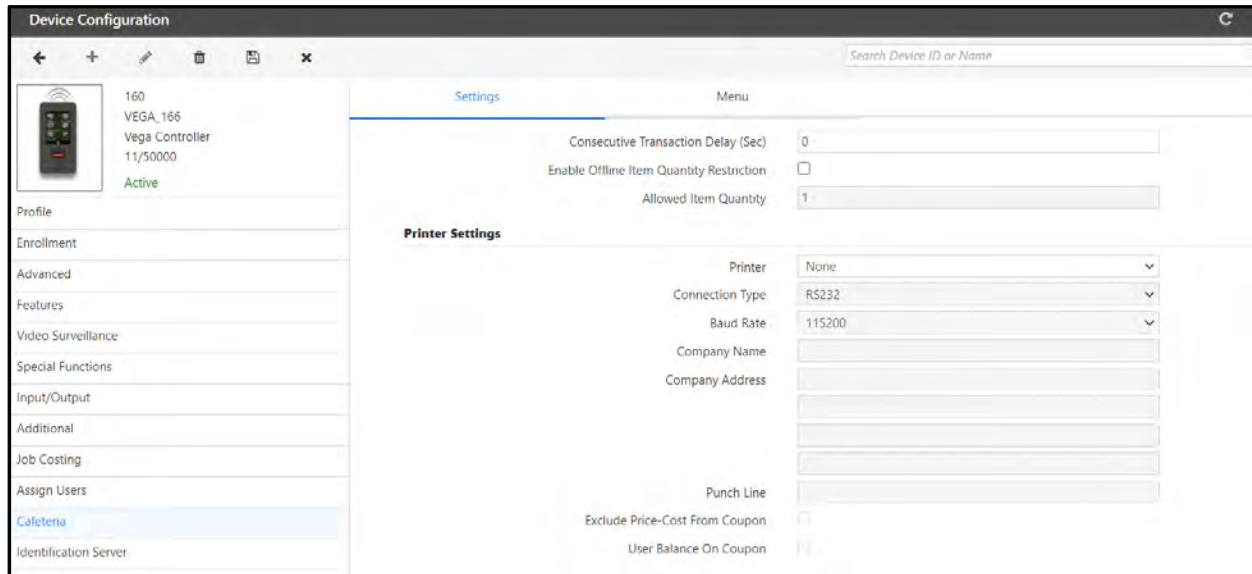 Device Configuration
Search Device ID or Name
160
VEGA_166
Vega Controller
11/50000
Active
Profile
Enrollment
Advanced
Features
Video Surveillance
Special Functions
Input/Output
Additional
Job Costing
Assign Users
Cafeteria
Identification Server
Settings Menu
Consecutive Transaction Delay (Sec) 0
Enable Offline Item Quantity Restriction
Allowed Item Quantity 1
Printer Settings
Printer None
Connection Type RS232
Baud Rate 115200
Company Name
Company Address
Punch Line
Exclude Price-Cost From Coupon
User Balance On Coupon